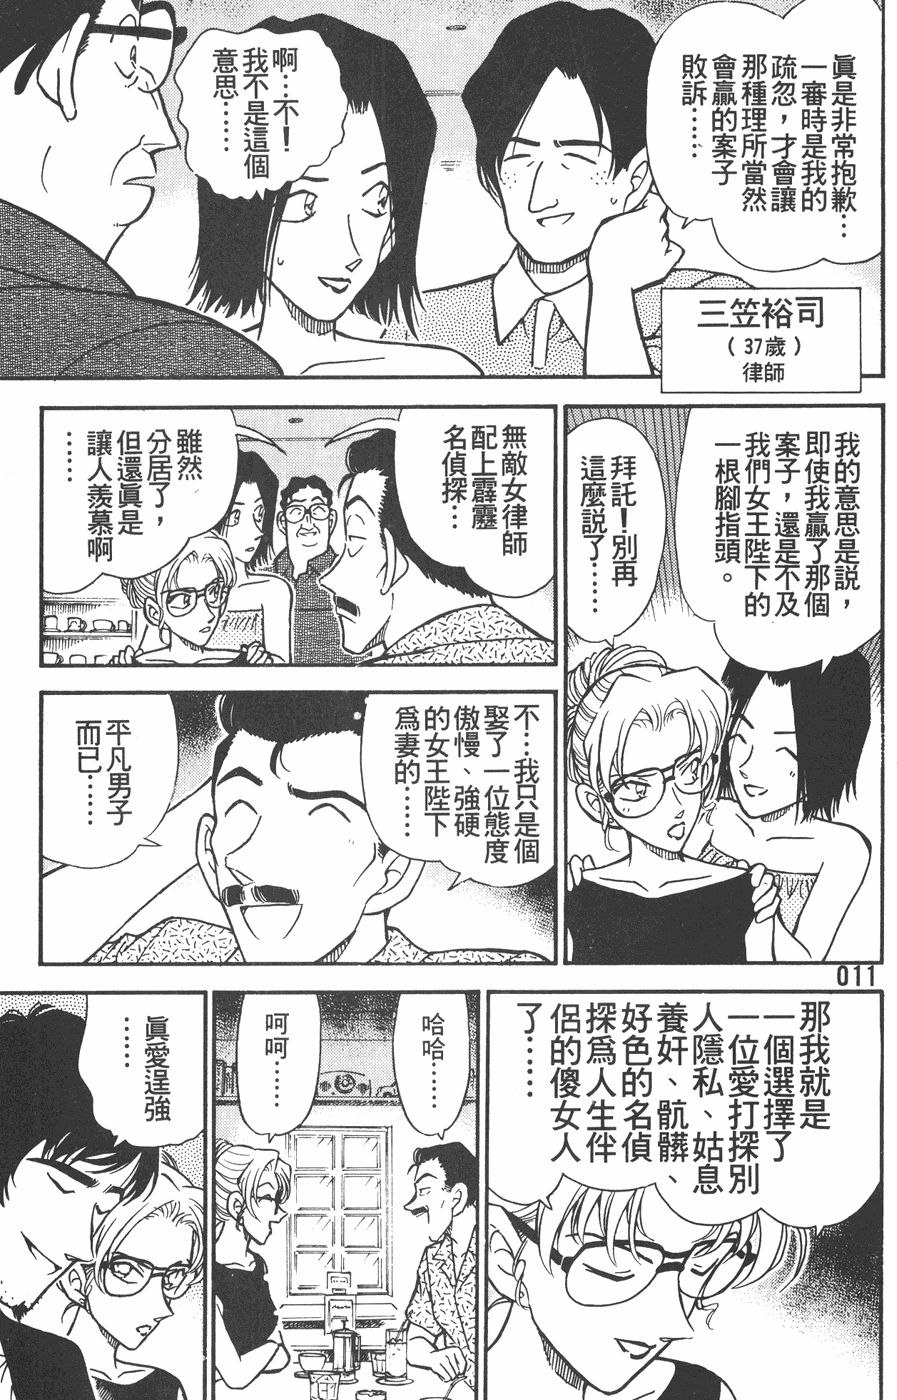 真是非常抱歉…
一審時是我的
疏忽，才會讓
那種理所當然
會贏的案子
敗訴……
啊…不！
我不是這個
意思……
三笠裕司
（37歲）
律師
我的意思是說，
即使我贏了那個
案子，還是不及
我們女王陛下的
一根腳指頭。
拜託！別再
這麼說了……
無敵女律師
配上霹靂
名偵探…
雖然
分居了，
但還真是
讓人羨慕啊
……
不…我只是個
娶了一位態度
傲慢、強硬
的女王陛下
為妻的……
平凡男子
而已……
011
那我就是
一個選擇了
一位愛打探別
人隱私、姑息
養奸、骯髒、
好色的名偵
探為人生伴
侶的傻女人
了……
哈哈……
呵呵……
真愛逞強
……